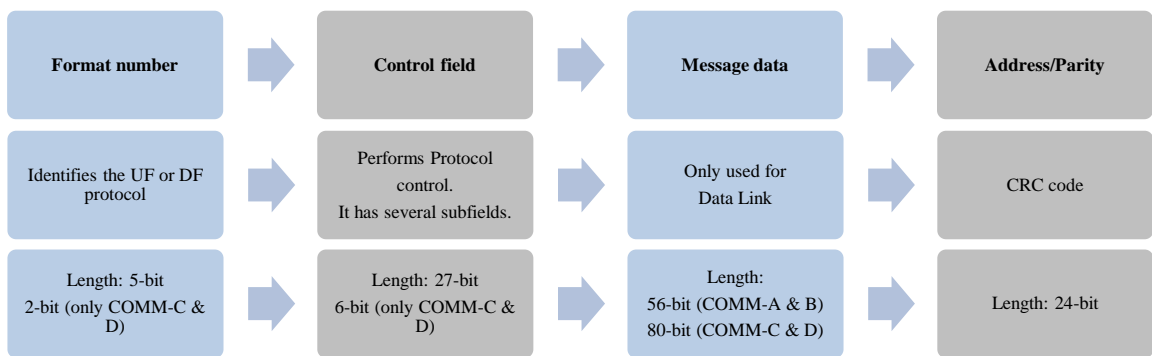 Format number
Control field
Message data
Address/Parity
Identifies the UF or DF
protocol
Performs Protocol
control.
It has several subfields.
Only used for
Data Link
CRC code
Length: 5-bit
2-bit (only COMM-C &
D)
Length: 27-bit
6-bit (only COMM-C &
D)
Length:
56-bit (COMM-A & B)
80-bit (COMM-C & D)
Length: 24-bit